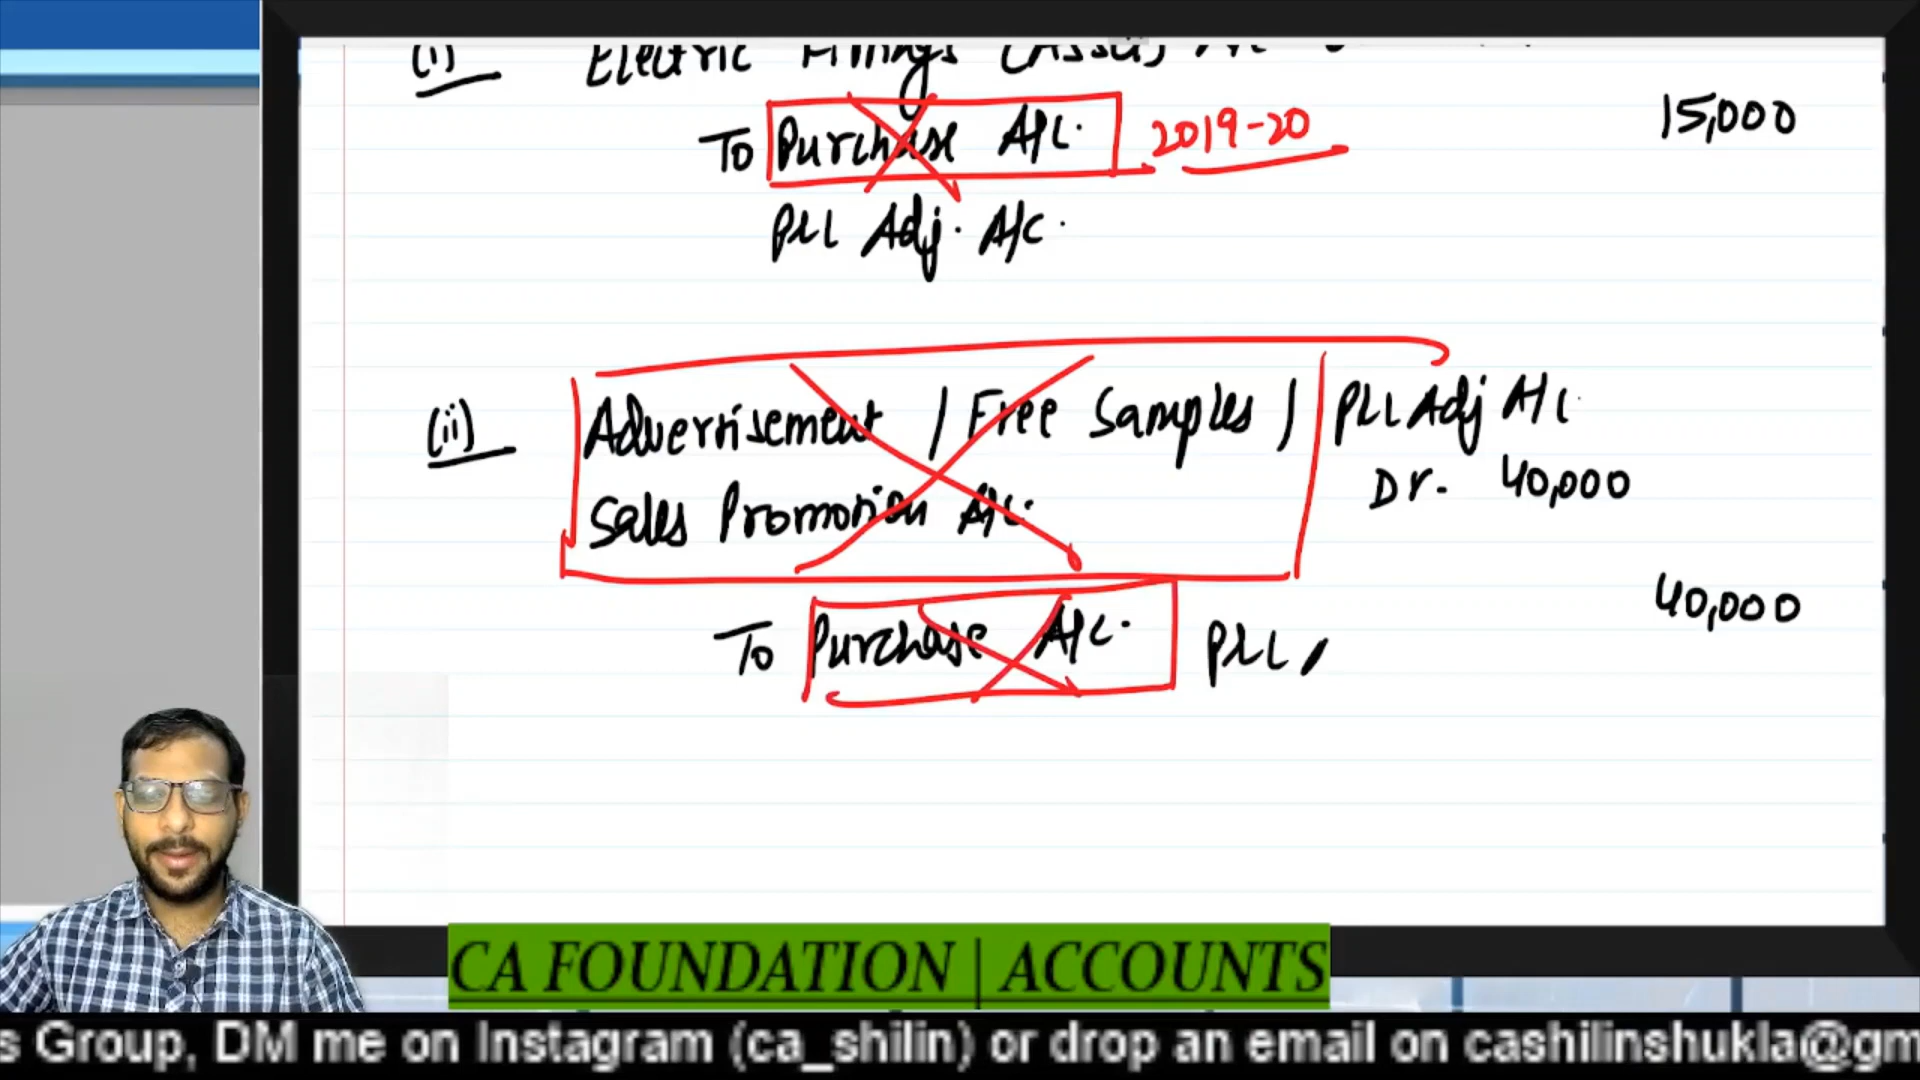 (i) Electric Fittings (Asset) A/c
To Purchase A/c. 2019-20 15,000
P&L Adj. A/c.
(ii) Advertisement / Free Samples / P&L Adj A/c
Sales Promotion A/c. Dr. 40,000
40,000
To Purchase A/c. P&L
CA FOUNDATION | ACCOUNTS
s Group, DM me on Instagram (ca_shilin) or drop an email on cashilinshukla@gm